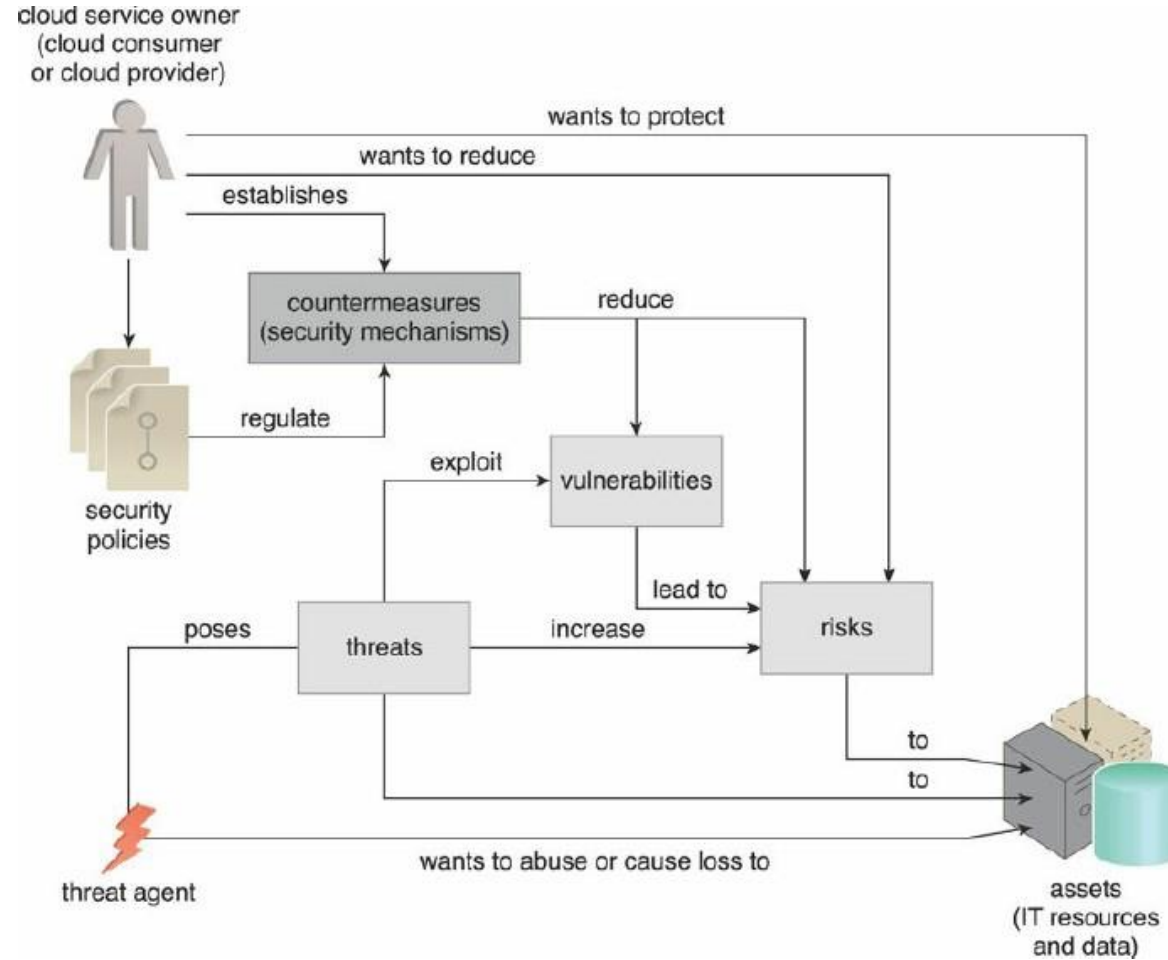 cloud service owner
(cloud consumer
or cloud provider)
wants to protect
wants to reduce
establishes
countermeasures
(security mechanisms)
reduce
regulate
exploit
vulnerabilities
security
policies
lead to
poses
threats
increase
risks
to
to
wants to abuse or cause loss to
threat agent
assets
(IT resources
and data)